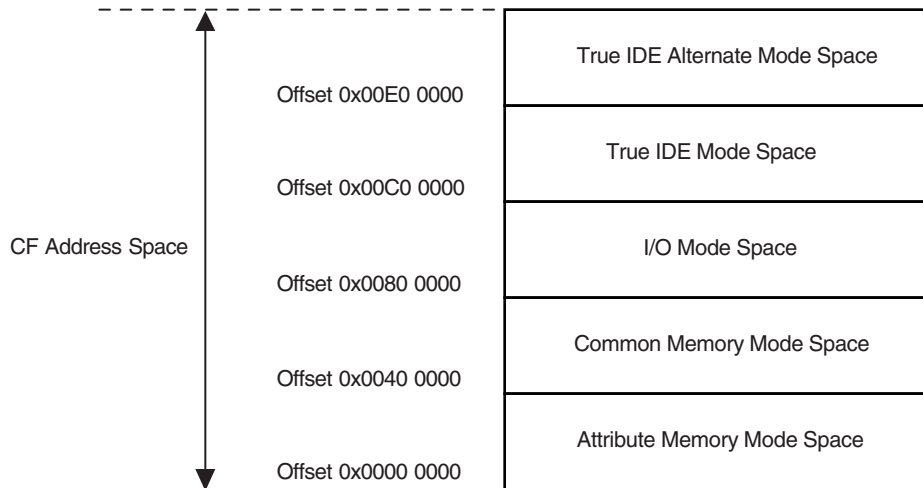 True IDE Alternate Mode Space
Offset 0x00E0 0000
True IDE Mode Space
Offset 0x00C0 0000
CF Address Space
I/O Mode Space
Offset 0x0080 0000
Common Memory Mode Space
Offset 0x0040 0000
Attribute Memory Mode Space
Offset 0x0000 0000